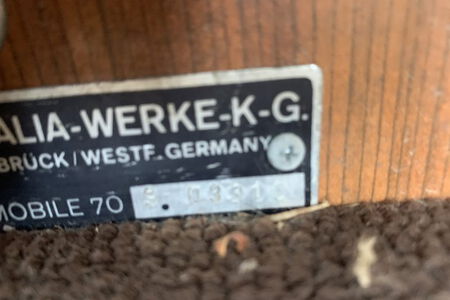 ALIA-WERKE-K-G.
BRÜCK/WESTF. GERMANY
MOBILE 70